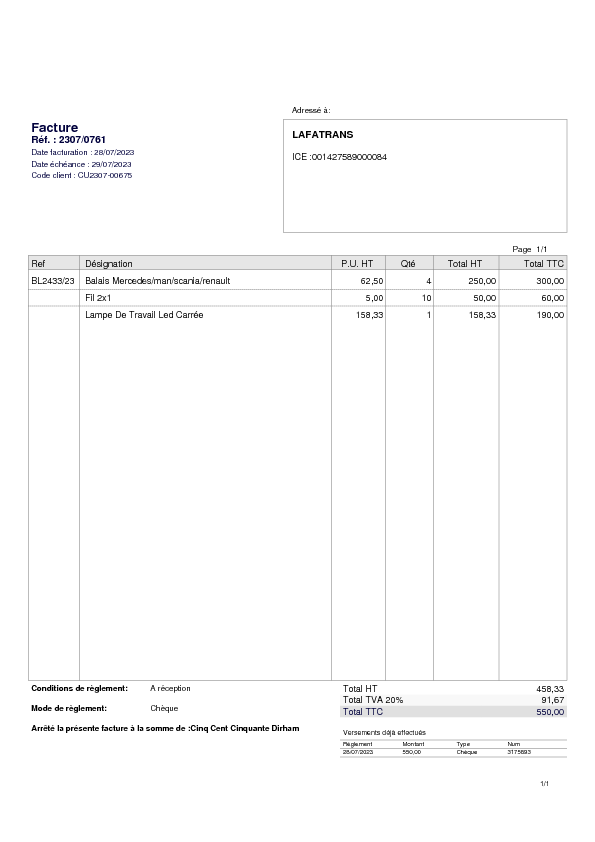 Adressé à:
Facture
Réf. : 2307/0761
Date facturation : 28/07/2023
Date échéance : 29/07/2023
Code client : CU2307-00675
LAFATRANS
ICE :001427589000084
Page 1/1
Ref Désignation P.U. HT Qté Total HT Total TTC
BL2433/23 Balais Mercedes/man/scania/renault 62,50 4 250,00 300,00
Fil 2x1 5,00 10 50,00 60,00
Lampe De Travail Led Carrée 158,33 1 158,33 190,00
Conditions de règlement: A réception
Mode de règlement: Chèque
Arrêté la présente facture à la somme de :Cinq Cent Cinquante Dirham
Total HT 458,33
Total TVA 20% 91,67
Total TTC 550,00
Versements déjà effectués
Règlement Montant Type Num
28/07/2023 550,00 Chèque 3175693
1/1